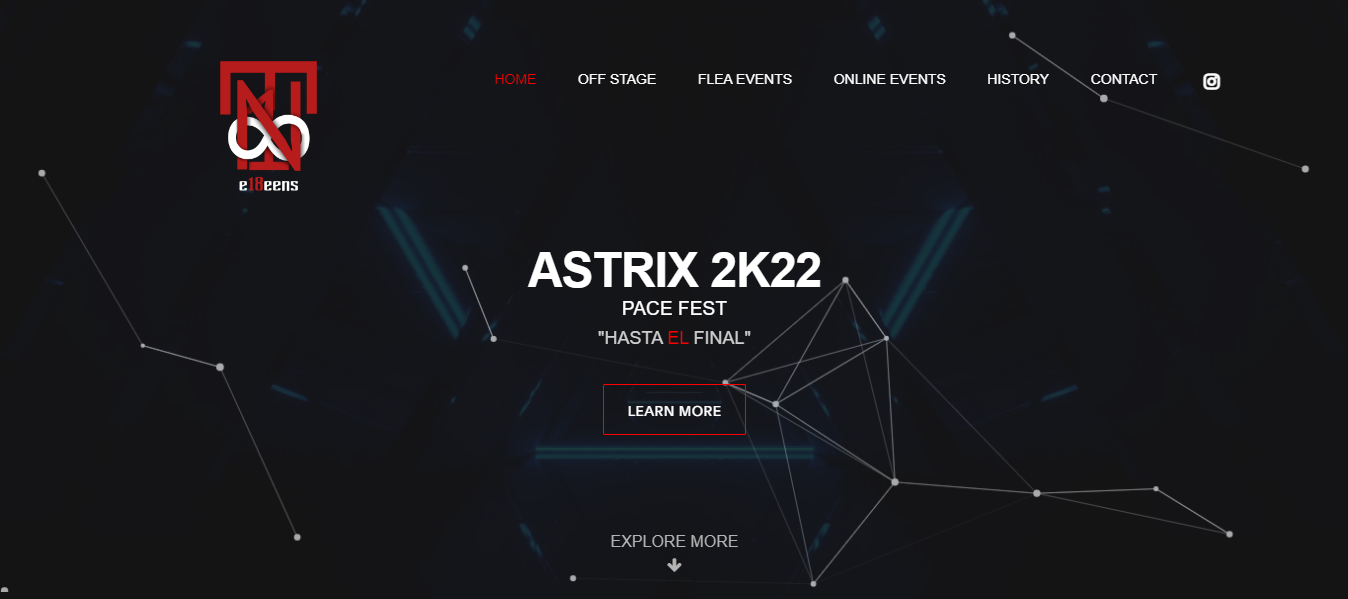 HOME OFF STAGE FLEA EVENTS ONLINE EVENTS HISTORY CONTACT
e18eens
ASTRIX 2K22
PACE FEST
"HASTA EL FINAL"
LEARN MORE
EXPLORE MORE